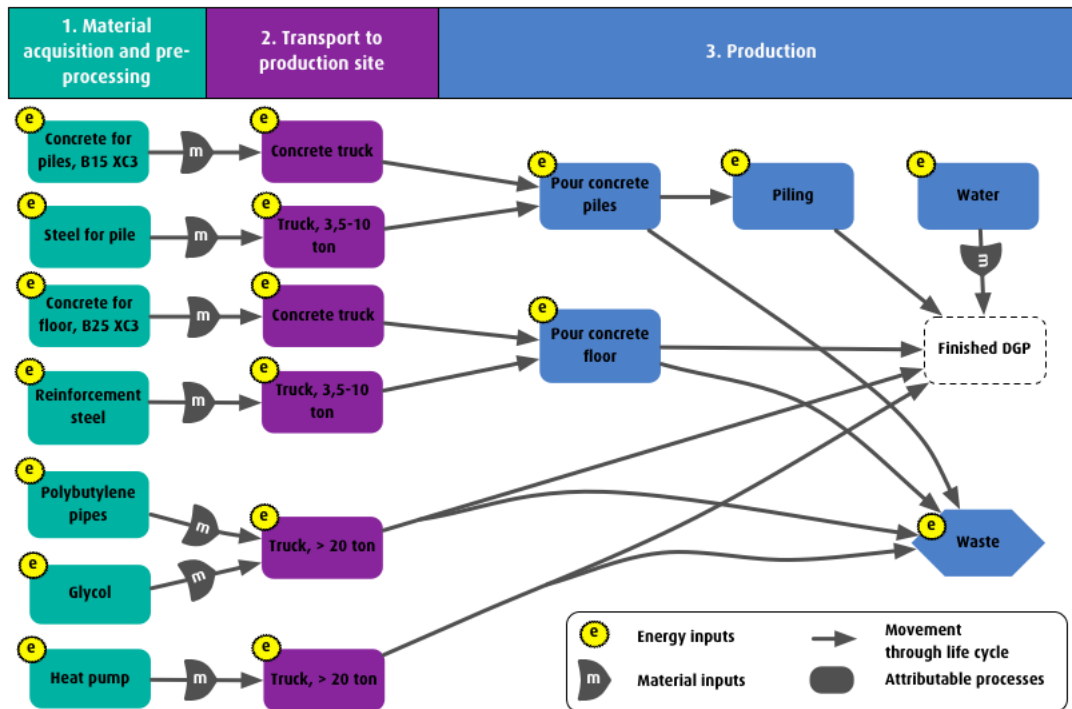 1. Material
acquisition and pre-
processing
2. Transport to
production site
3. Production
e
Concrete for
piles, B15 XC3
m
e
Concrete truck
e
Pour concrete
piles
e
Piling
e
Water
m
e
Steel for pile
m
e
Truck, 3,5-10
ton
e
Concrete for
floor, B25 XC3
m
e
Concrete truck
e
Pour concrete
floor
Finished DGP
e
Reinforcement
steel
m
e
Truck, 3,5-10
ton
e
Polybutylene
pipes
m
e
Truck, > 20 ton
e
Waste
e
Glycol
m
e
Heat pump
m
e
Truck, > 20 ton
e
Energy inputs
Movement
through life cycle
m
Material inputs
Attributable processes